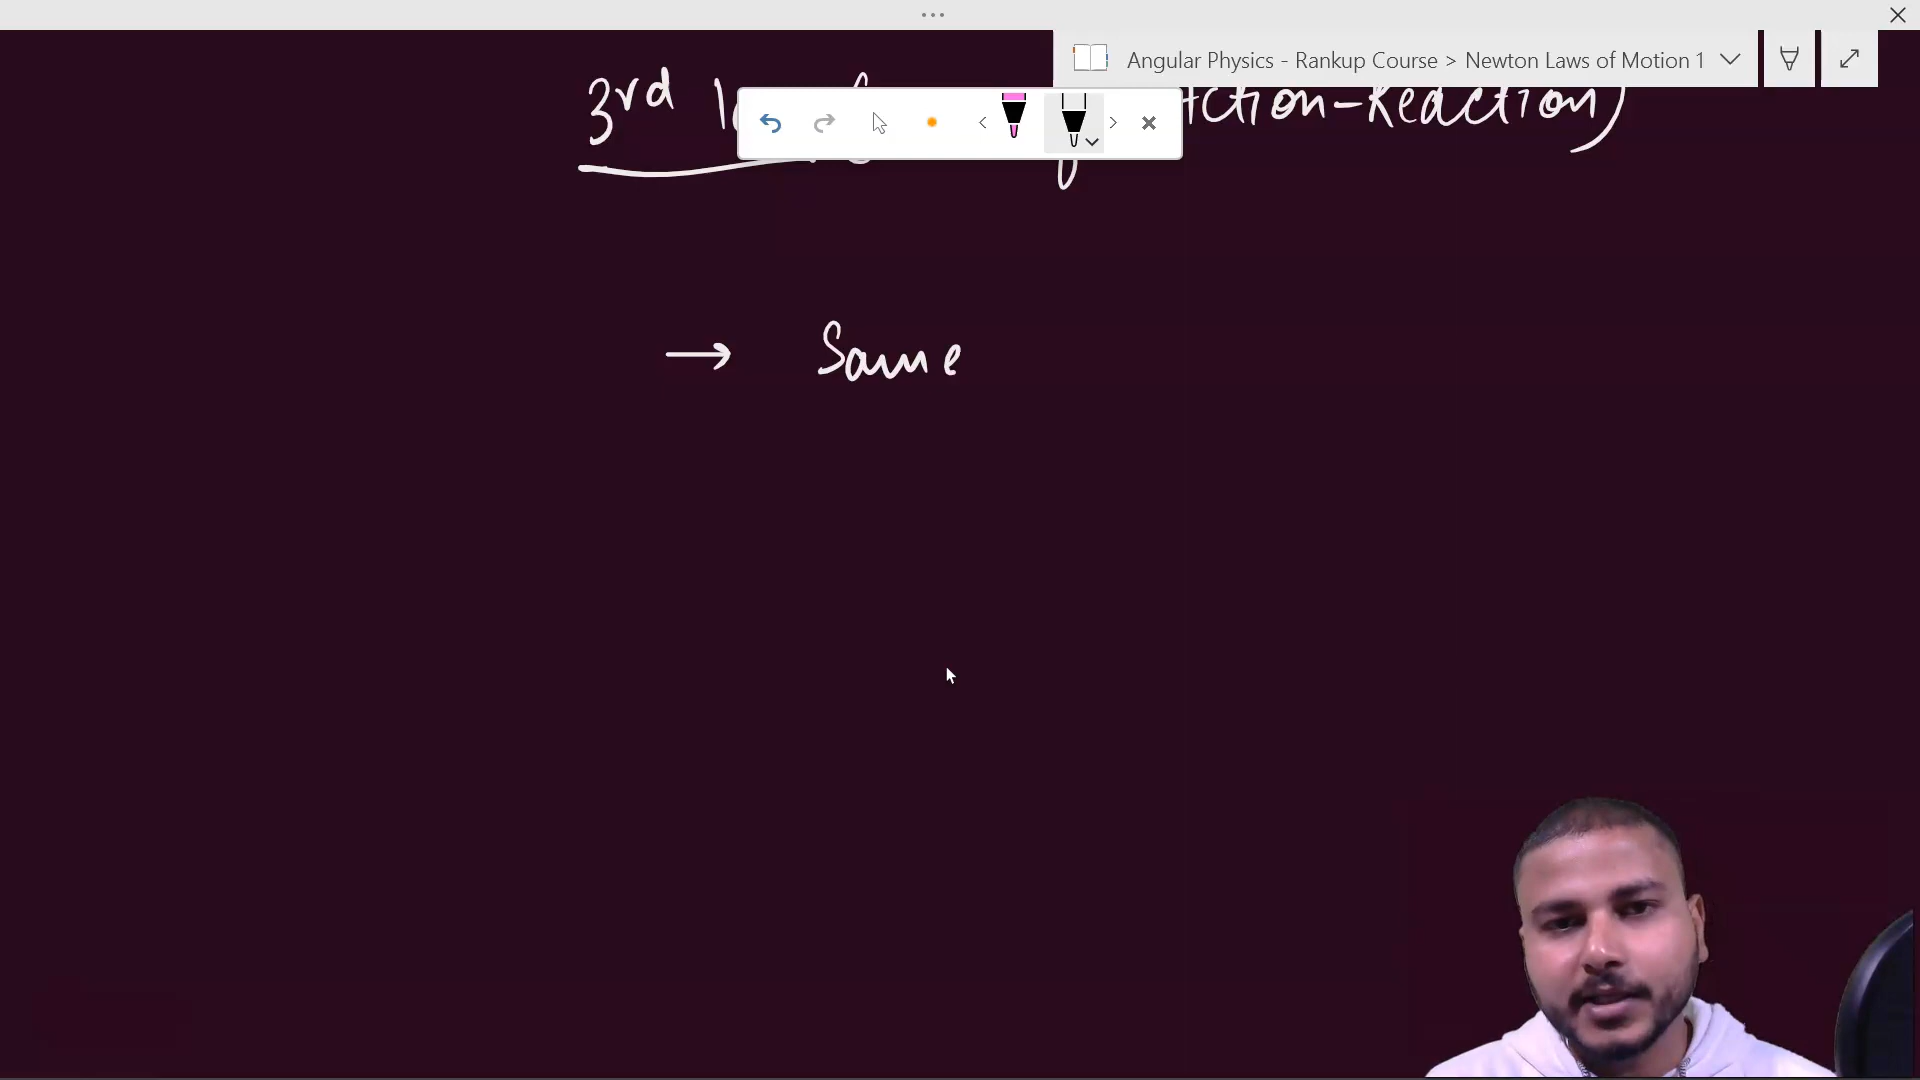 Angular Physics - Rankup Course > Newton Laws of Motion 1
3rd ction-Reaction)
→ Same